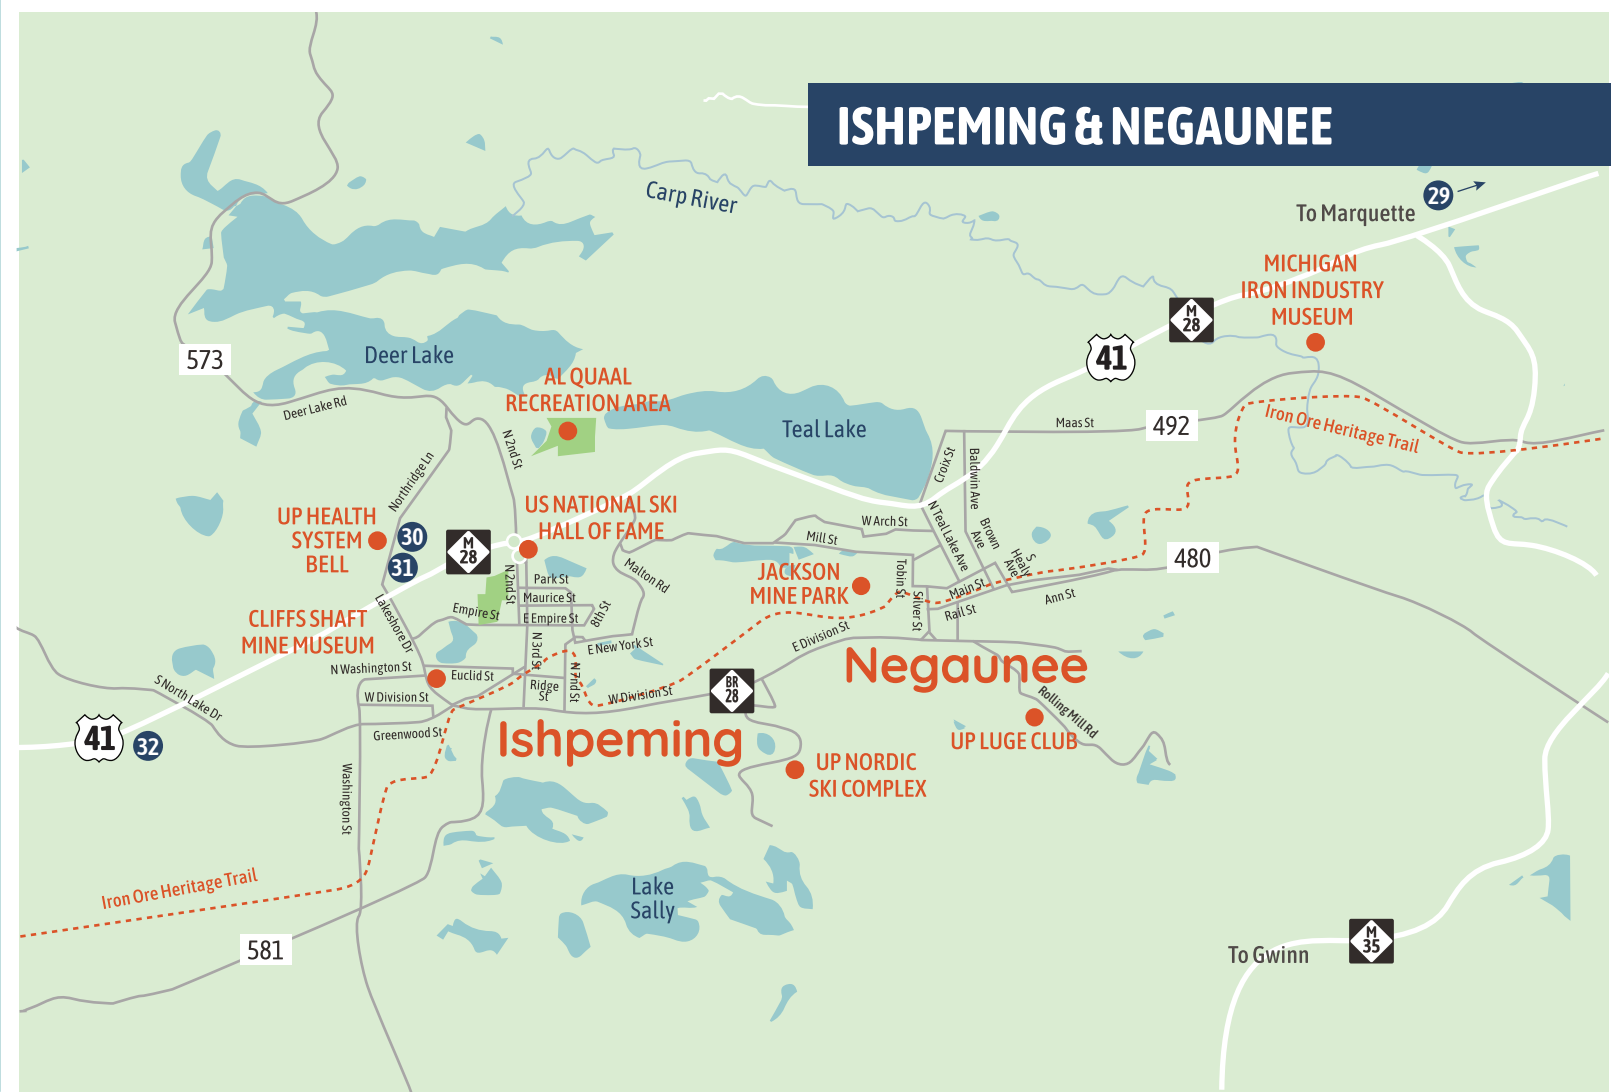 ISHPEMING & NEGAUNEE
29
To Marquette
Carp River
MICHIGAN
IRON INDUSTRY
MUSEUM
M
28
41
573
Deer Lake
Deer Lake Rd
AL QUAAL
RECREATION AREA
Teal Lake
Maas St
492
Iron Ore Heritage Trail
N 2nd St
Northridge Ln
Croix St
Baldwin Ave
UP HEALTH
SYSTEM
BELL
30
31
M
28
US NATIONAL SKI
HALL OF FAME
W Arch St
Mill St
N Teal Lake Ave
Brown
Ave
S
Healy
Ave
480
JACKSON
MINE PARK
Tobin St
Silver St
Main St
Rail St
Ann St
Malton Rd
N 2nd St
Park St
Maurice St
E Empire St
Empire St
8th St
Lakeshore Dr
CLIFFS SHAFT
MINE MUSEUM
N 3rd St
E New York St
E Division St
Negaunee
N Washington St
Euclid St
Ridge
St
N 7nd St
W Division St
W Division St
BR
28
S North Lake Dr
Greenwood St
41
32
Ishpeming
Rolling Mill Rd
UP LUGE CLUB
UP NORDIC
SKI COMPLEX
Washington St
Iron Ore Heritage Trail
Lake
Sally
581
To Gwinn
M
35